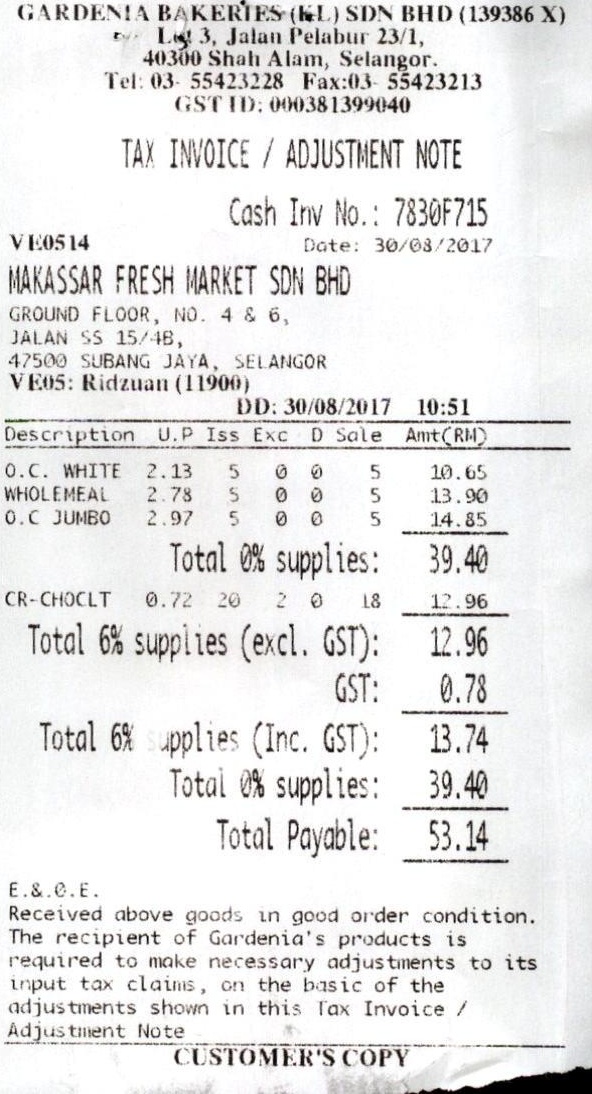 GARDENIA BAKERIES (KL) SDN BHD (139386 X)
Lot 3, Jalan Pelabur 23/1,
40300 Shah Alam, Selangor.
Tel: 03- 55423228 Fax:03- 55423213
GST ID: 000381399040
TAX INVOICE / ADJUSTMENT NOTE
Cash Inv No.: 7830F715
VE0514 Date: 30/08/2017
MAKASSAR FRESH MARKET SDN BHD
GROUND FLOOR, NO. 4 & 6,
JALAN SS 15/4B,
47500 SUBANG JAYA, SELANGOR
VE05: Ridzuan (11900)
DD: 30/08/2017 10:51
Description U.P Iss Exc D Sale Amt(RM)
O.C. WHITE 2.13 5 0 0 5 10.65
WHOLEMEAL 2.78 5 0 0 5 13.90
O.C JUMBO 2.97 5 0 0 5 14.85
Total 0% supplies: 39.40
CR-CHOCLT 0.72 20 2 0 18 12.96
Total 6% supplies (excl. GST): 12.96
GST: 0.78
Total 6% supplies (Inc. GST): 13.74
Total 0% supplies: 39.40
Total Payable: 53.14
E.&.O.E.
Received above goods in good order condition.
The recipient of Gardenia's products is
required to make necessary adjustments to its
input tax claims, on the basic of the
adjustments shown in this Tax Invoice /
Adjustment Note
CUSTOMER'S COPY